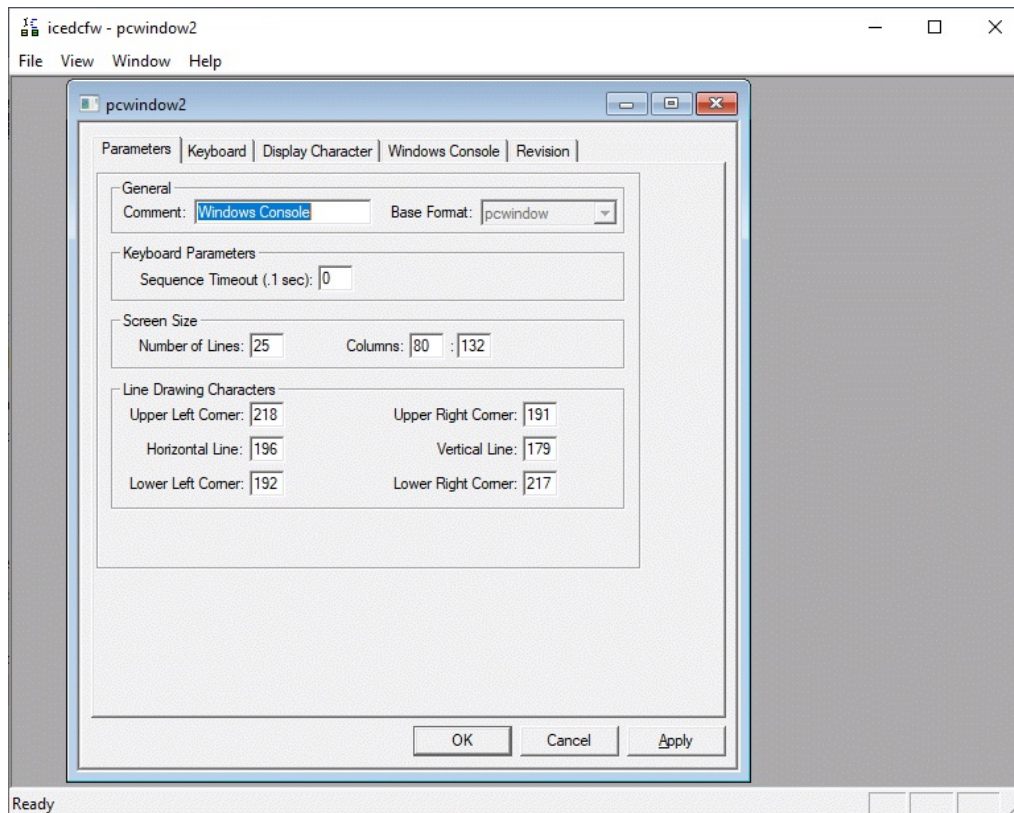 icedcfw - pcwindow2
File View Window Help
pcwindow2
Parameters Keyboard Display Character Windows Console Revision
General
Comment: Windows Console Base Format: pcwindow
Keyboard Parameters
Sequence Timeout (.1 sec): 0
Screen Size
Number of Lines: 25 Columns: 80 : 132
Line Drawing Characters
Upper Left Corner: 218 Upper Right Corner: 191
Horizontal Line: 196 Vertical Line: 179
Lower Left Corner: 192 Lower Right Corner: 217
OK Cancel Apply
Ready